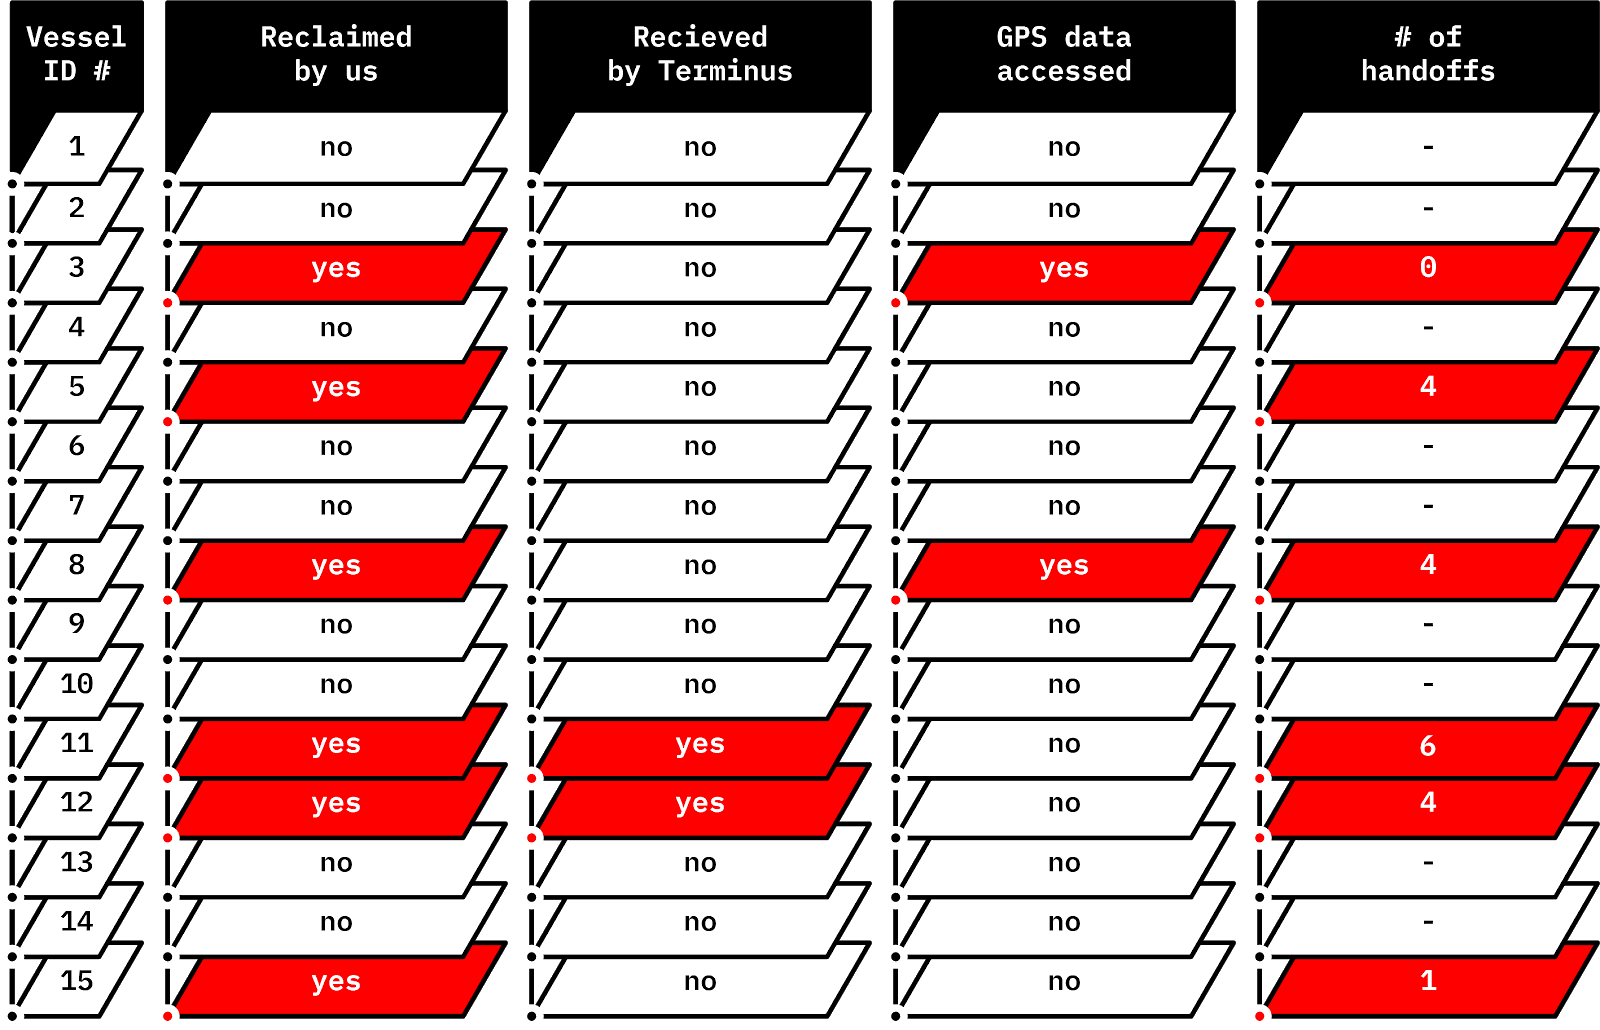 Vessel ID # Reclaimed by us Recieved by Terminus GPS data accessed # of handoffs
1 no no no -
2 no no no -
3 yes no yes 0
4 no no no -
5 yes no no 4
6 no no no -
7 no no no -
8 yes no yes 4
9 no no no -
10 no no no -
11 yes yes no 6
12 yes yes no 4
13 no no no -
14 no no no -
15 yes no no 1